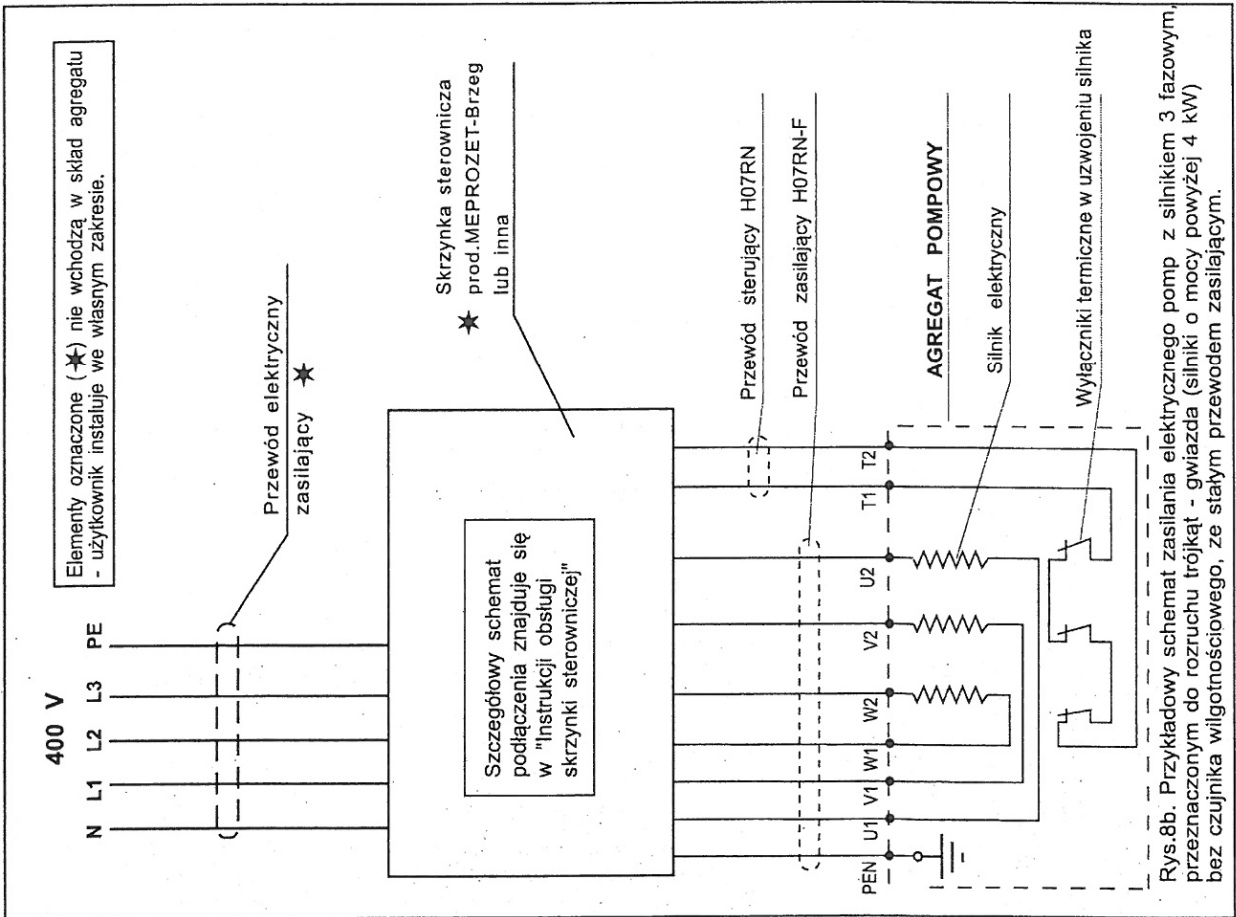 Elementy oznaczone (✶) nie wchodzą w skład agregatu
- użytkownik instaluje we własnym zakresie.
400 V
N L1 L2 L3 PE
Przewód elektryczny
zasilający ✶
Skrzynka sterownicza
✶ prod.MEPROZET-Brzeg
lub inna
Szczegółowy schemat
podłączenia znajduje się
w "Instrukcji obsługi
skrzynki sterowniczej"
Przewód sterujący H07RN
Przewód zasilający H07RN-F
AGREGAT POMPOWY
Silnik elektryczny
Wyłączniki termiczne w uzwojeniu silnika
PEN U1 V1 W1 W2 V2 U2 T1 T2
Rys.8b. Przykładowy schemat zasilania elektrycznego pomp z silnikiem 3 fazowym,
przeznaczonym do rozruchu trójkąt - gwiazda (silniki o mocy powyżej 4 kW)
bez czujnika wilgotnościowego, ze stałym przewodem zasilającym.